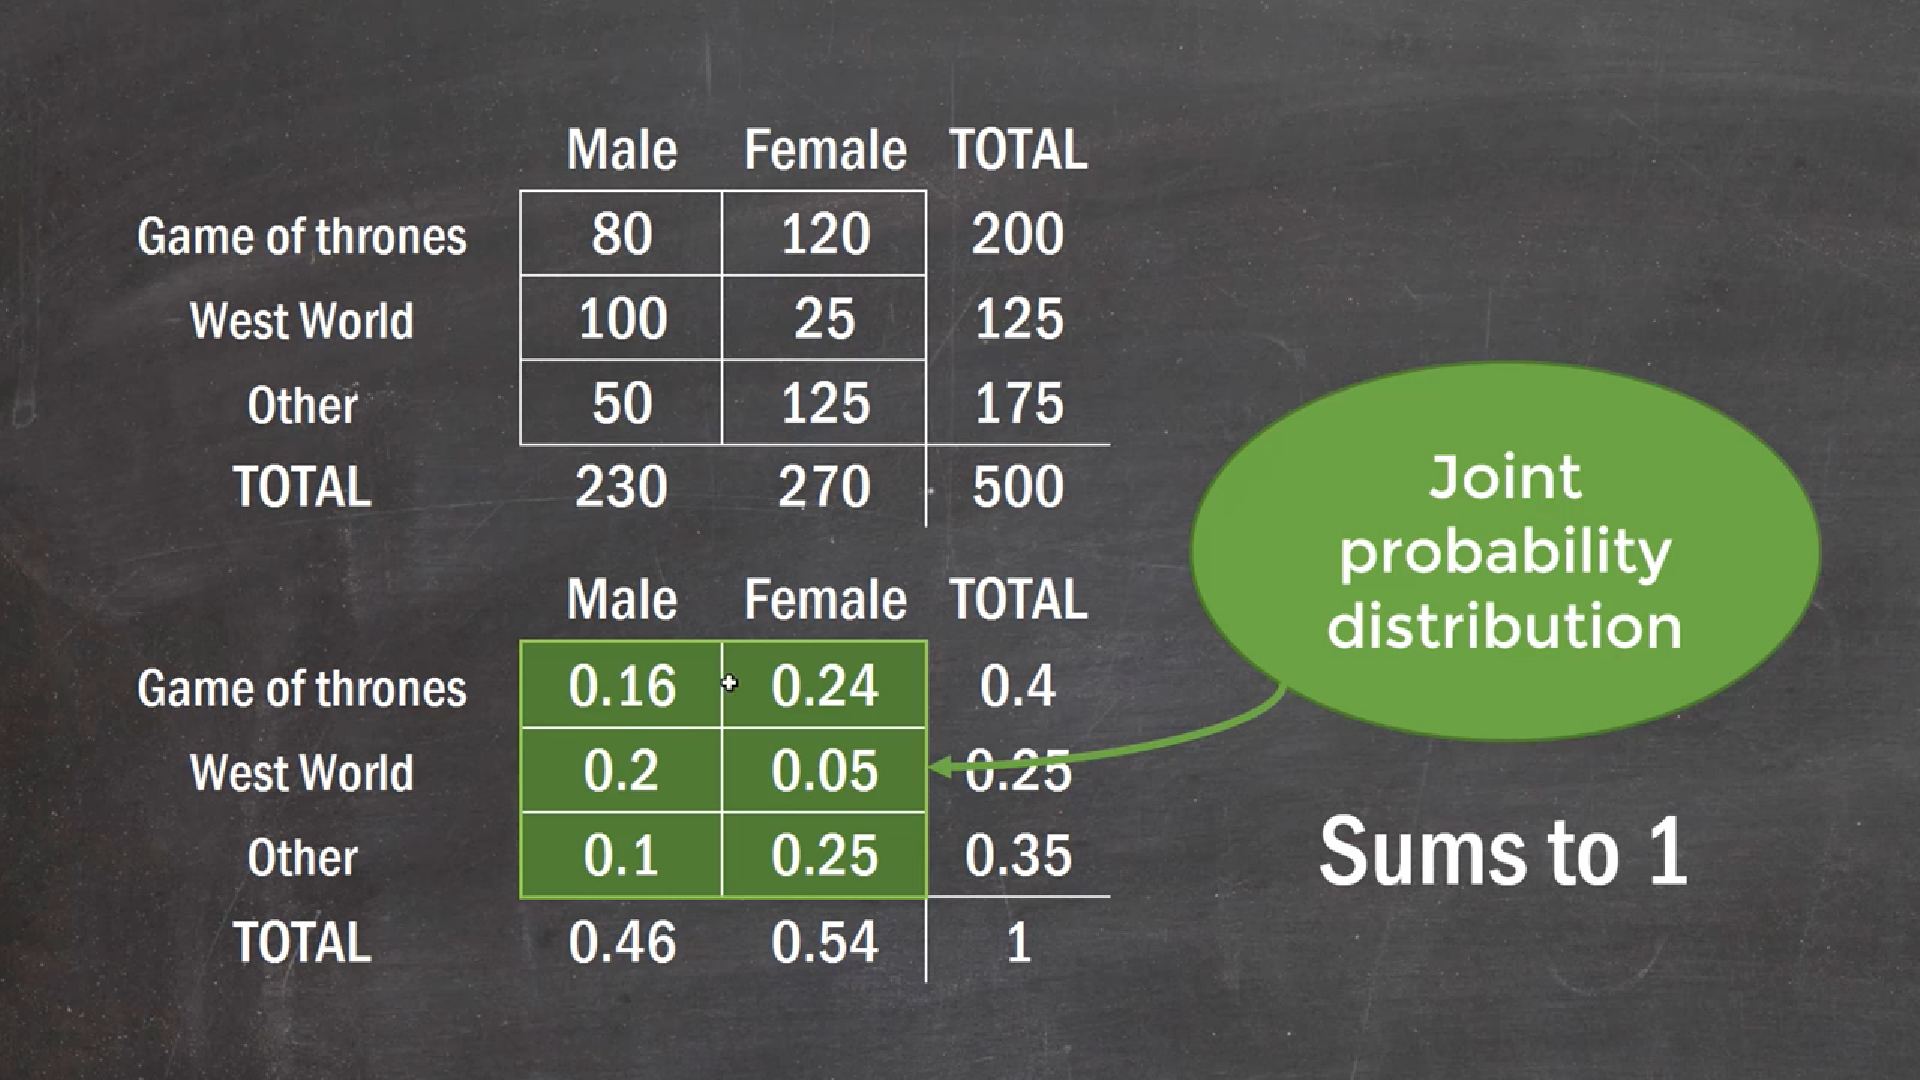 Male Female TOTAL
Game of thrones 80 120 200
West World 100 25 125
Other 50 125 175
TOTAL 230 270 500
Male Female TOTAL
Game of thrones 0.16 0.24 0.4
West World 0.2 0.05 0.25
Other 0.1 0.25 0.35
TOTAL 0.46 0.54 1
Joint
probability
distribution
Sums to 1